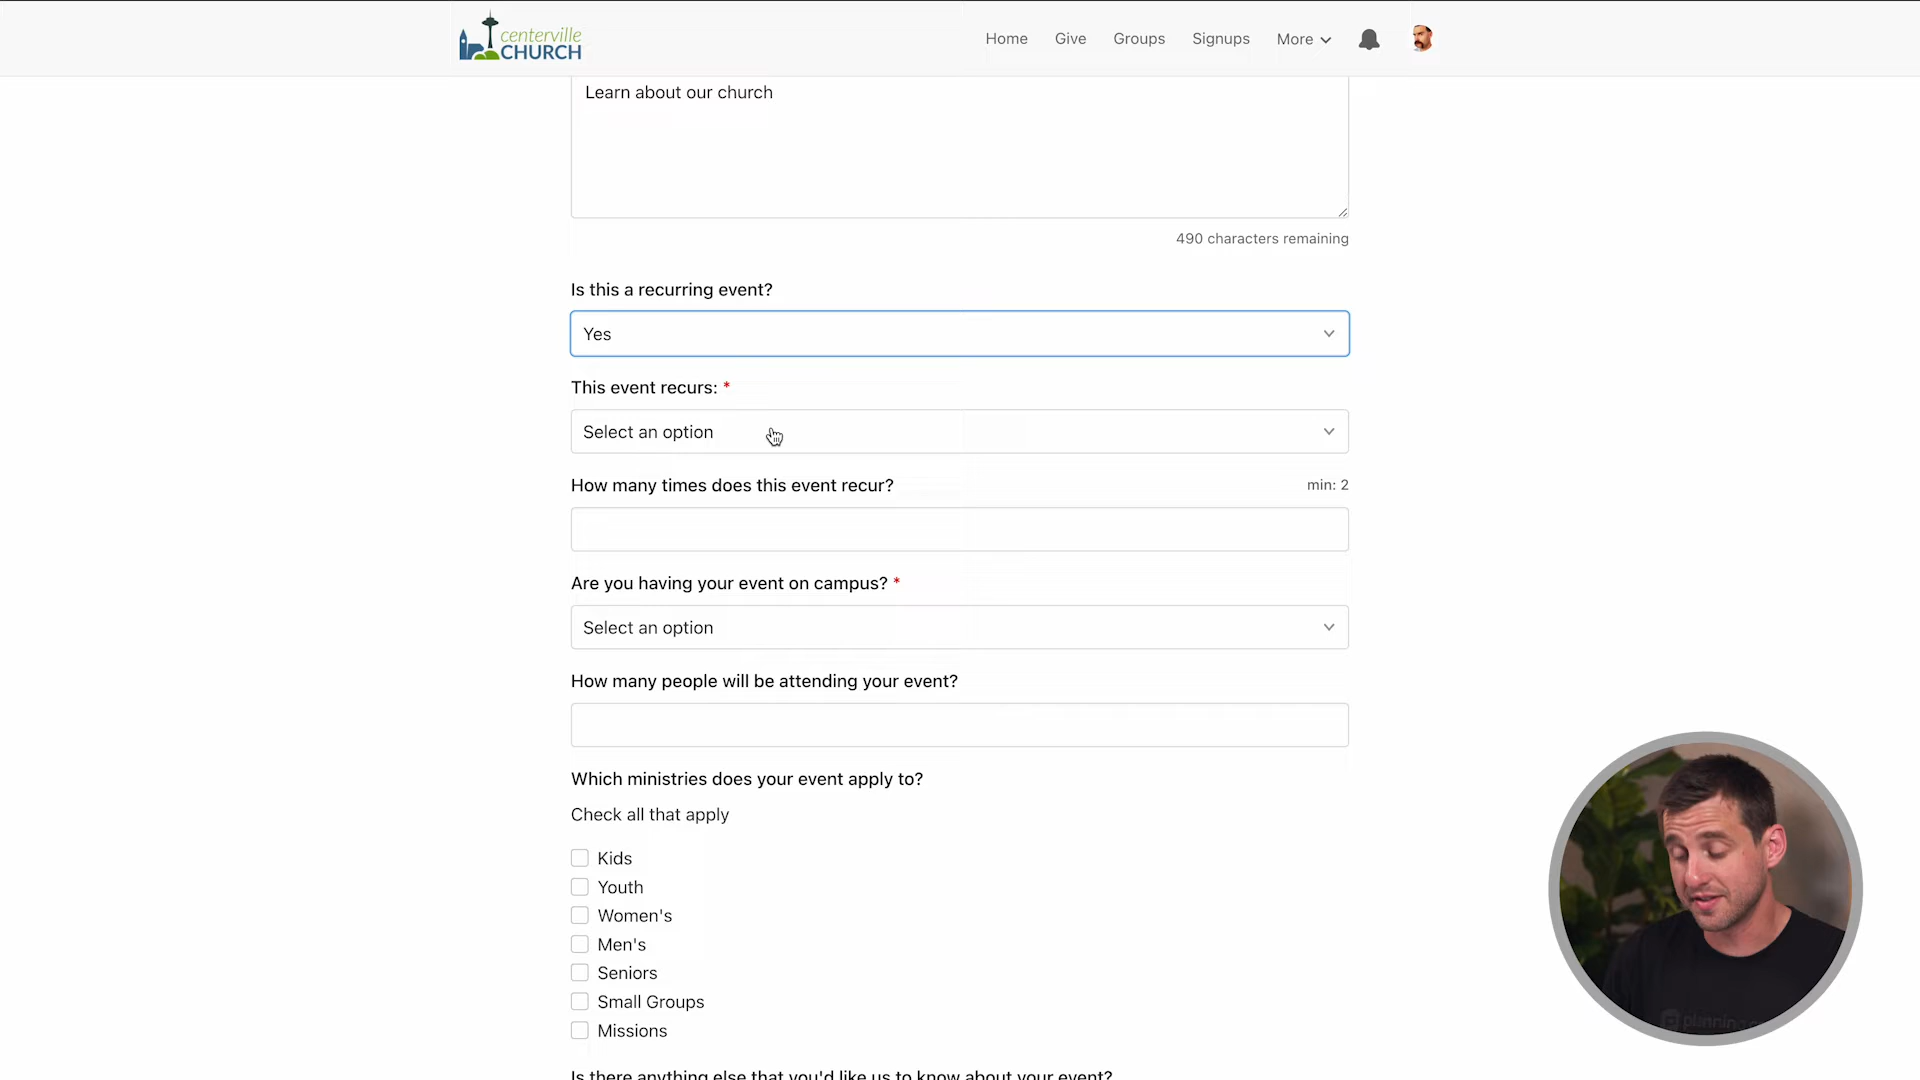 centerville
CHURCH
Home
Give
Groups
Signups
More
Learn about our church
490 characters remaining
Is this a recurring event?
Yes
This event recurs: *
Select an option
How many times does this event recur?
min: 2
Are you having your event on campus? *
Select an option
How many people will be attending your event?
Which ministries does your event apply to?
Check all that apply
Kids
Youth
Women's
Men's
Seniors
Small Groups
Missions
Is there anything else that you'd like us to know about your event?